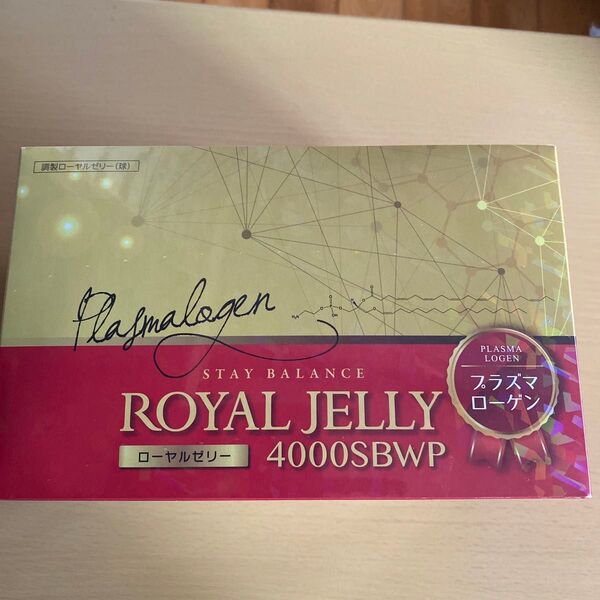 調製ローヤルゼリー(球)
Plasmalogen
STAY BALANCE
ROYAL JELLY
ローヤルゼリー 4000SBWP
PLASMA
LOGEN
プラズマ
ローゲン